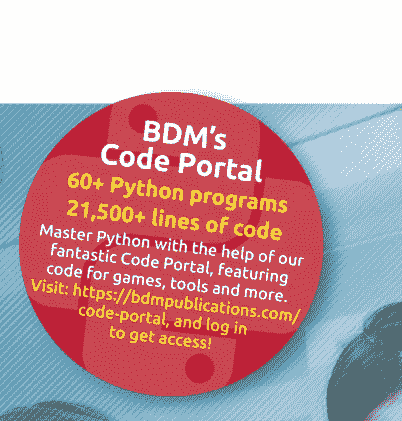 BDM's
Code Portal
60+ Python programs
21,500+ lines of code
Master Python with the help of our
fantastic Code Portal, featuring
code for games, tools and more.
Visit: https://bdmpublications.com/
code-portal, and log in
to get access!